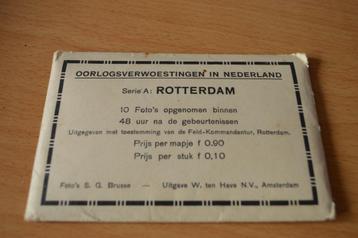 OORLOGSVERWOESTINGEN IN NEDERLAND
Serie A: ROTTERDAM
10 Foto's opgenomen binnen
48 uur na de gebeurtenissen
Uitgegeven met toestemming van de Feld-Kommandantur, Rotterdam.
Prijs per mapje f 0.90
Prijs per stuk f 0,10
Foto's S. G. Brusse — Uitgave W. ten Have N.V., Amsterdam